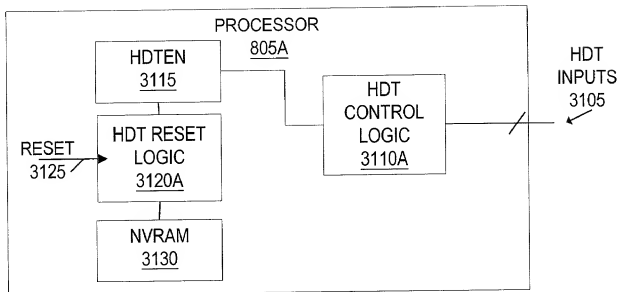 PROCESSOR
805A
HDTEN
3115
HDT
CONTROL
LOGIC
3110A
HDT
INPUTS
3105
RESET
3125
HDT RESET
LOGIC
3120A
NVRAM
3130